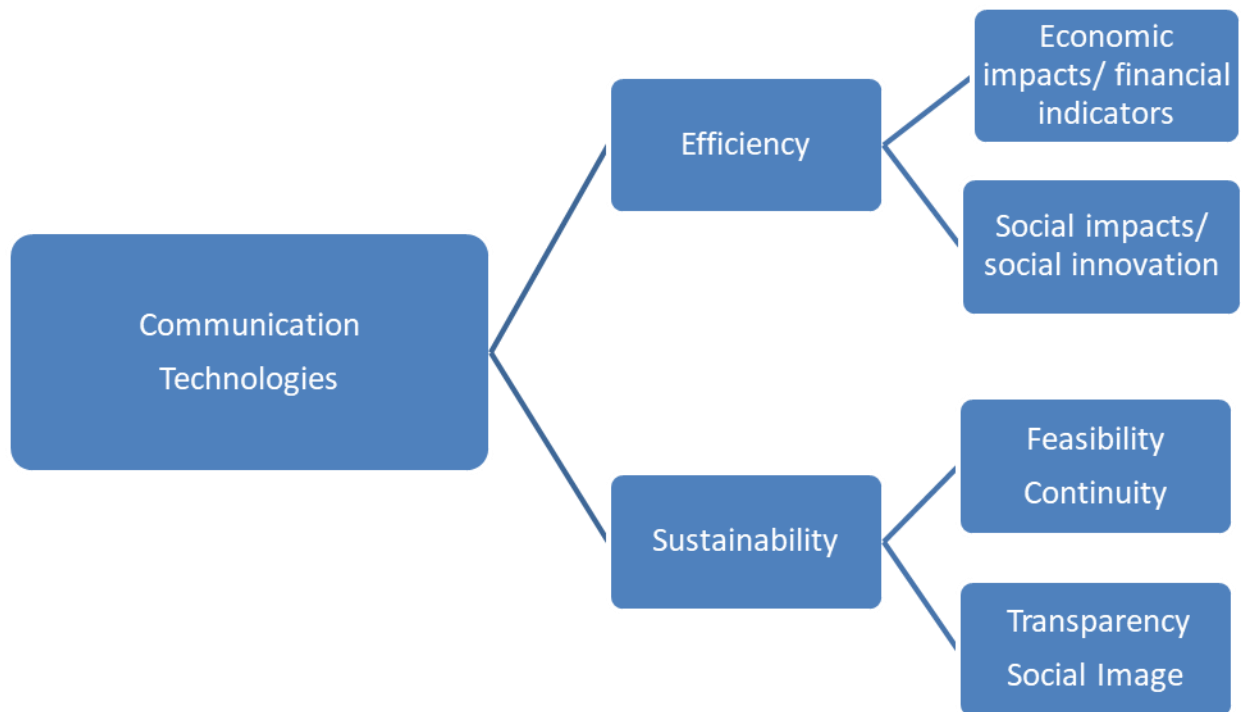 Communication
Technologies
Efficiency
Economic
impacts/ financial
indicators
Social impacts/
social innovation
Sustainability
Feasibility
Continuity
Transparency
Social Image